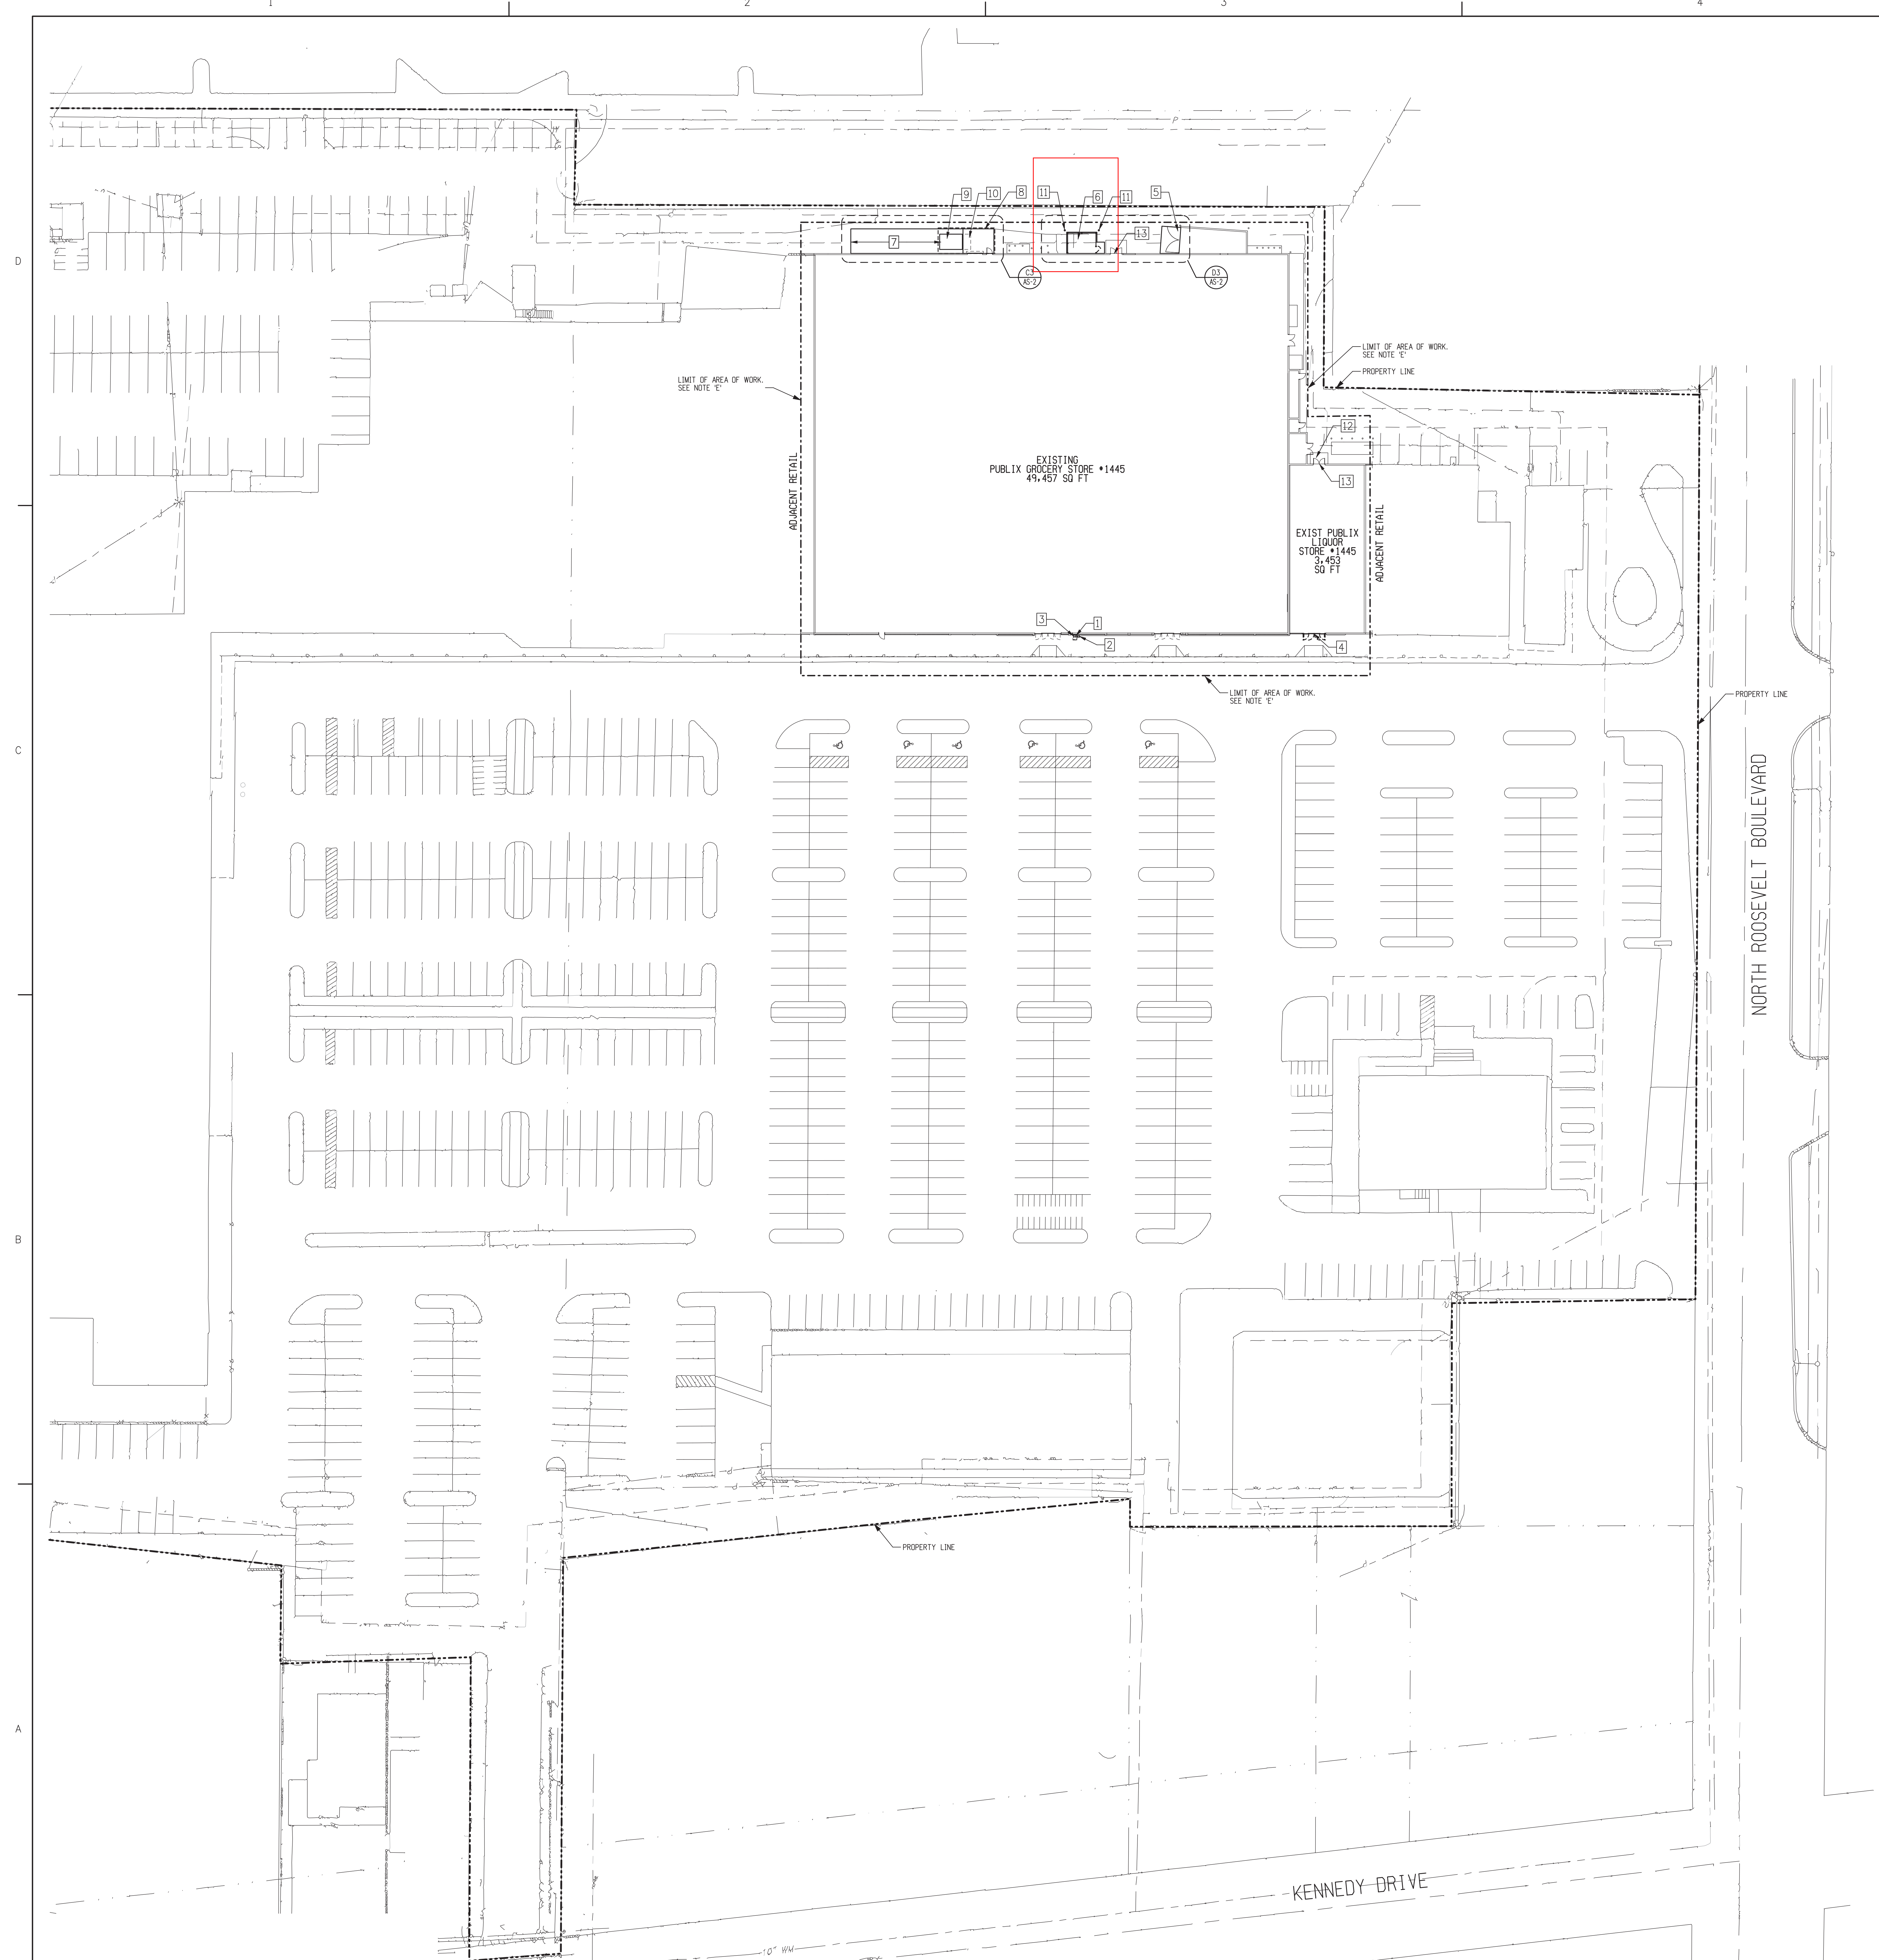 1
2
3
4
P
D
9
10
8
11
6
11
5
7
13
C3
AS-2
D3
AS-2
LIMIT OF AREA OF WORK.
SEE NOTE 'E'
PROPERTY LINE
LIMIT OF AREA OF WORK.
SEE NOTE 'E'
12
13
EXISTING
PUBLIX GROCERY STORE #1445
49,457 SQ FT
ADJACENT RETAIL
EXIST PUBLIX
LIQUOR
STORE #1445
3,453
SQ FT
ADJACENT RETAIL
3
1
2
4
LIMIT OF AREA OF WORK.
SEE NOTE 'E'
PROPERTY LINE
C
NORTH ROOSEVELT BOULEVARD
B
PROPERTY LINE
A
KENNEDY DRIVE
10" WM